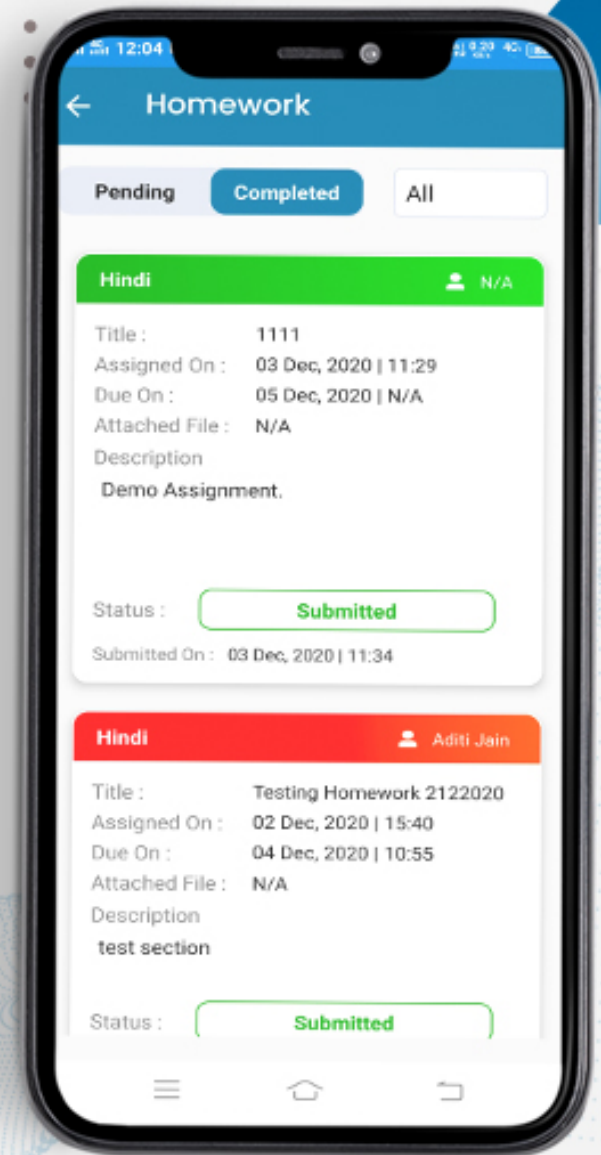 12:04
Homework
Pending Completed All
Hindi N/A
Title : 1111
Assigned On : 03 Dec, 2020 | 11:29
Due On : 05 Dec, 2020 | N/A
Attached File : N/A
Description
Demo Assignment.
Status : Submitted
Submitted On : 03 Dec, 2020 | 11:34
Hindi Aditi Jain
Title : Testing Homework 2122020
Assigned On : 02 Dec, 2020 | 15:40
Due On : 04 Dec, 2020 | 10:55
Attached File : N/A
Description
test section
Status : Submitted